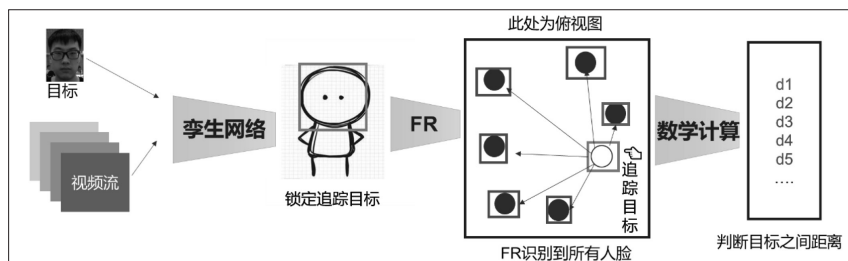 目标
视频流
孪生网络
锁定追踪目标
FR
此处为俯视图
追踪目标
FR识别到所有人脸
数学计算
d1
d2
d3
d4
d5
....
判断目标之间距离